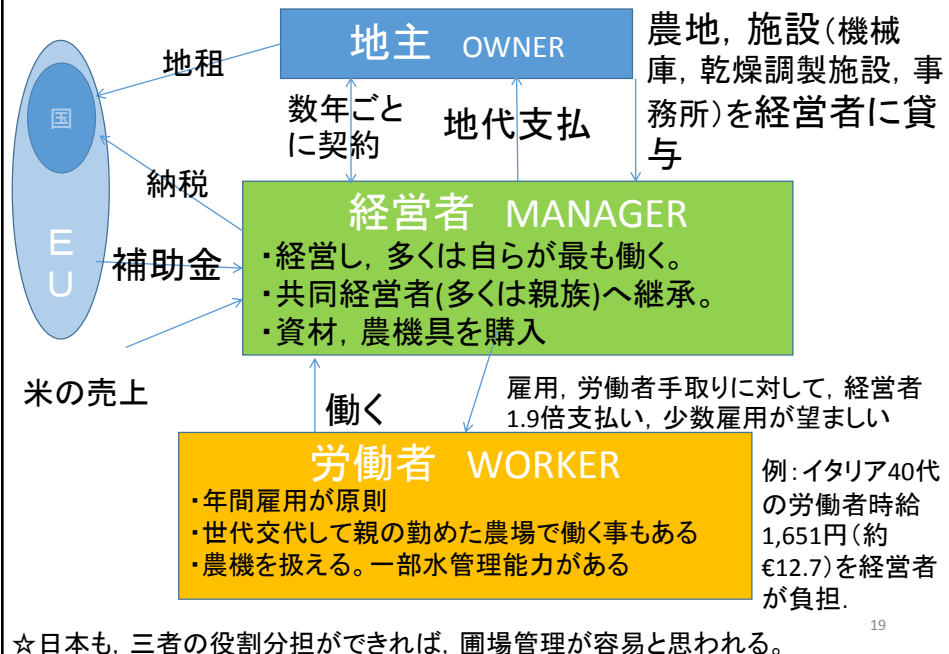 地主 OWNER
農地，施設（機械
庫，乾燥調製施設，事
務所）を経営者に貸
与
地租
国
数年ごと
に契約
地代支払
納税
経営者 MANAGER
・経営し，多くは自らが最も働く。
・共同経営者(多くは親族)へ継承。
・資材，農機具を購入
E
U
補助金
米の売上
働く
雇用，労働者手取りに対して，経営者
1.9倍支払い，少数雇用が望ましい
労働者 WORKER
・年間雇用が原則
・世代交代して親の勤めた農場で働く事もある
・農機を扱える。一部水管理能力がある
例：イタリア40代
の労働者時給
1,651円（約
€12.7）を経営者
が負担.
19
☆日本も，三者の役割分担ができれば，圃場管理が容易と思われる。